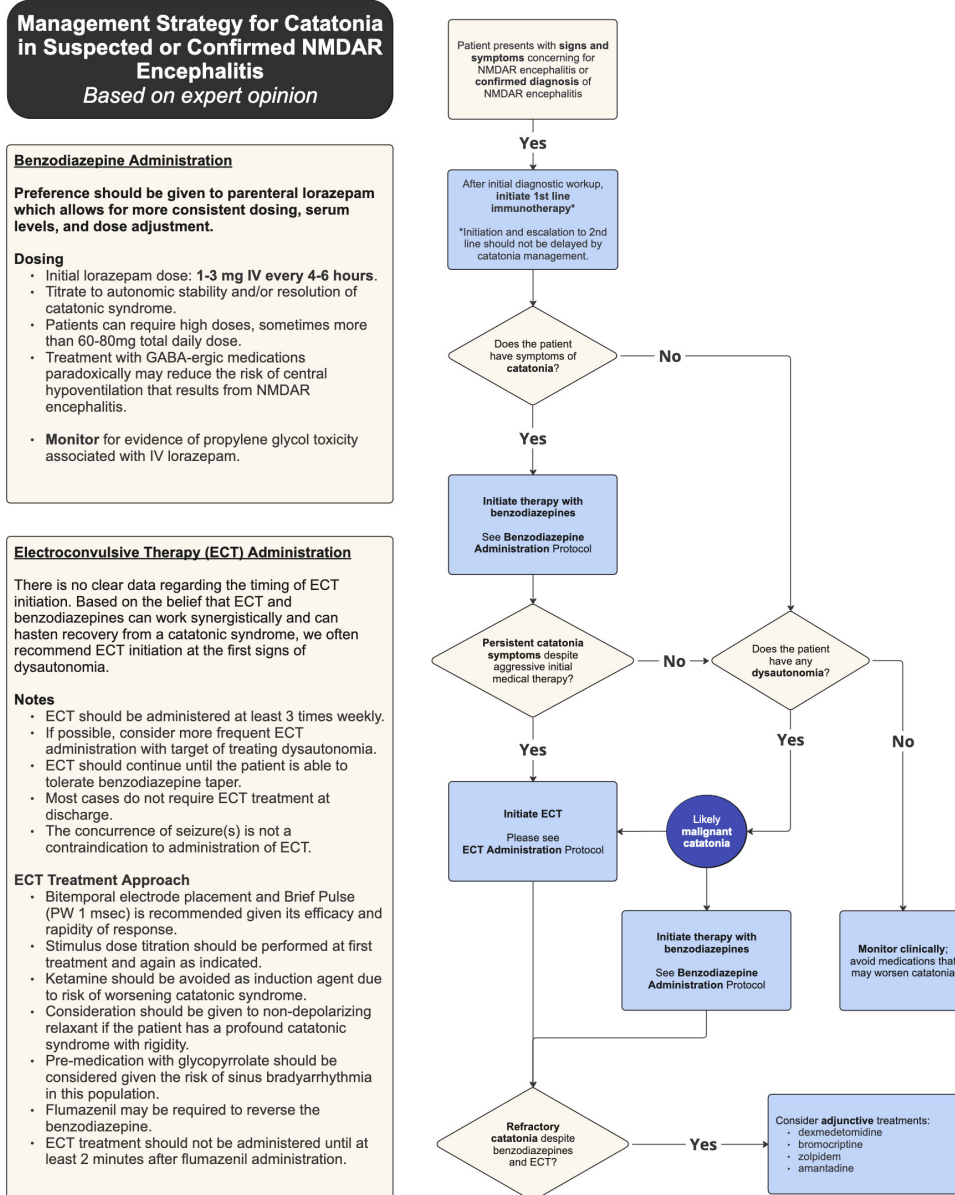 Management Strategy for Catatonia
in Suspected or Confirmed NMDAR
Encephalitis
Based on expert opinion
Benzodiazepine Administration
Preference should be given to parenteral lorazepam
which allows for more consistent dosing, serum
levels, and dose adjustment.
Dosing
· Initial lorazepam dose: 1-3 mg IV every 4-6 hours.
· Titrate to autonomic stability and/or resolution of
catatonic syndrome.
· Patients can require high doses, sometimes more
than 60-80mg total daily dose.
· Treatment with GABA-ergic medications
paradoxically may reduce the risk of central
hypoventilation that results from NMDAR
encephalitis.
· Monitor for evidence of propylene glycol toxicity
associated with IV lorazepam.
Electroconvulsive Therapy (ECT) Administration
There is no clear data regarding the timing of ECT
initiation. Based on the belief that ECT and
benzodiazepines can work synergistically and can
hasten recovery from a catatonic syndrome, we often
recommend ECT initiation at the first signs of
dysautonomia.
Notes
· ECT should be administered at least 3 times weekly.
· If possible, consider more frequent ECT
administration with target of treating dysautonomia.
· ECT should continue until the patient is able to
tolerate benzodiazepine taper.
· Most cases do not require ECT treatment at
discharge.
· The concurrence of seizure(s) is not a
contraindication to administration of ECT.
ECT Treatment Approach
· Bitemporal electrode placement and Brief Pulse
(PW 1 msec) is recommended given its efficacy and
rapidity of response.
· Stimulus dose titration should be performed at first
treatment and again as indicated.
· Ketamine should be avoided as induction agent due
to risk of worsening catatonic syndrome.
· Consideration should be given to non-depolarizing
relaxant if the patient has a profound catatonic
syndrome with rigidity.
· Pre-medication with glycopyrrolate should be
considered given the risk of sinus bradyarrhythmia
in this population.
· Flumazenil may be required to reverse the
benzodiazepine.
· ECT treatment should not be administered until at
least 2 minutes after flumazenil administration.
Patient presents with signs and
symptoms concerning for
NMDAR encephalitis or
confirmed diagnosis of
NMDAR encephalitis
Yes
After initial diagnostic workup,
initiate 1st line
immunotherapy*
*Initiation and escalation to 2nd
line should not be delayed by
catatonia management.
Does the patient
have symptoms of
catatonia?
No
Yes
Initiate therapy with
benzodiazepines
See Benzodiazepine
Administration Protocol
Persistent catatonia
symptoms despite
aggressive initial
medical therapy?
No
Does the patient
have any
dysautonomia?
Yes
Yes
No
Initiate ECT
Please see
ECT Administration Protocol
Likely
malignant
catatonia
Initiate therapy with
benzodiazepines
See Benzodiazepine
Administration Protocol
Monitor clinically;
avoid medications that
may worsen catatonia
Refractory
catatonia despite
benzodiazepines
and ECT?
Yes
Consider adjunctive treatments:
· dexmedetomidine
· bromocriptine
· zolpidem
· amantadine